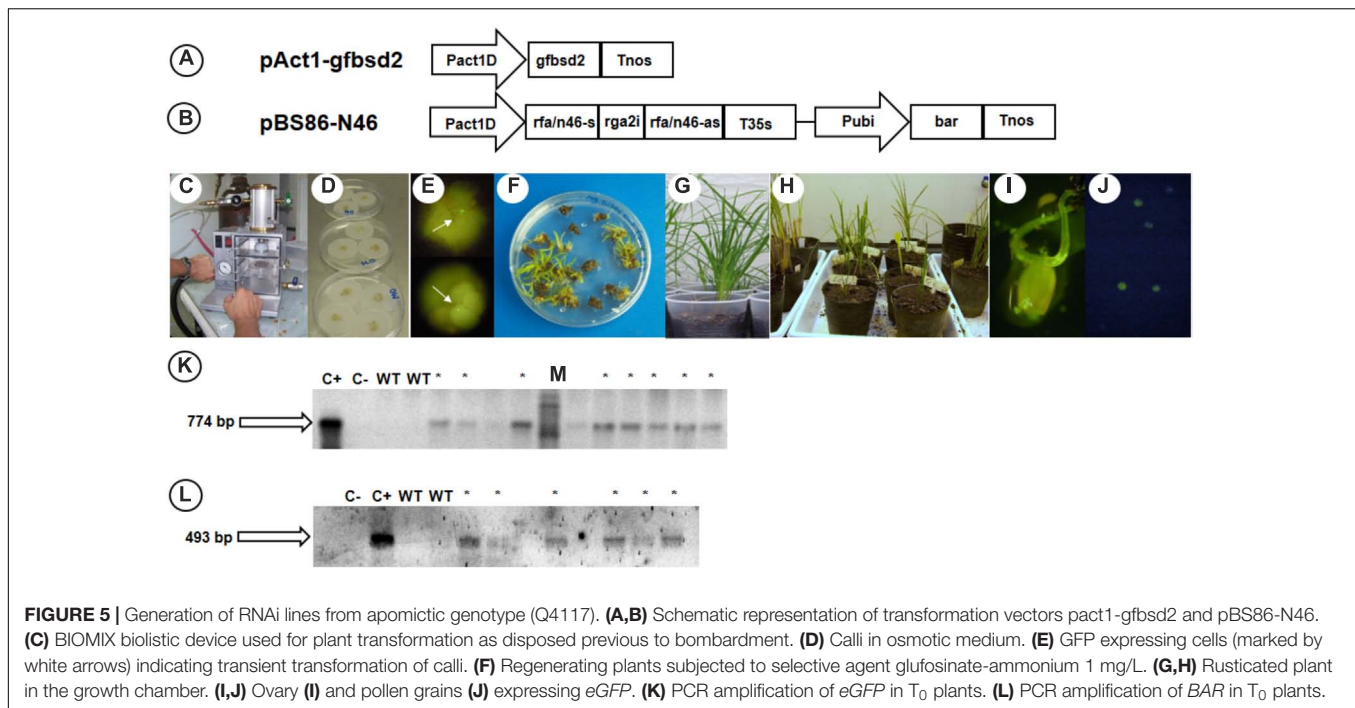 A pAct1-gfbsd2 Pact1D gfbsd2 Tnos
B pBS86-N46 Pact1D rfa/n46-s rga2i rfa/n46-as T35s Pubi bar Tnos
C D E F G H I J
K C+ C- WT WT * * * M * * * * *
774 bp
L C- C+ WT WT * * * * * *
493 bp
FIGURE 5 | Generation of RNAi lines from apomictic genotype (Q4117). (A,B) Schematic representation of transformation vectors pact1-gfbsd2 and pBS86-N46.
(C) BIOMIX biolistic device used for plant transformation as disposed previous to bombardment. (D) Calli in osmotic medium. (E) GFP expressing cells (marked by
white arrows) indicating transient transformation of calli. (F) Regenerating plants subjected to selective agent glufosinate-ammonium 1 mg/L. (G,H) Rusticated plant
in the growth chamber. (I,J) Ovary (I) and pollen grains (J) expressing eGFP. (K) PCR amplification of eGFP in T0 plants. (L) PCR amplification of BAR in T0 plants.